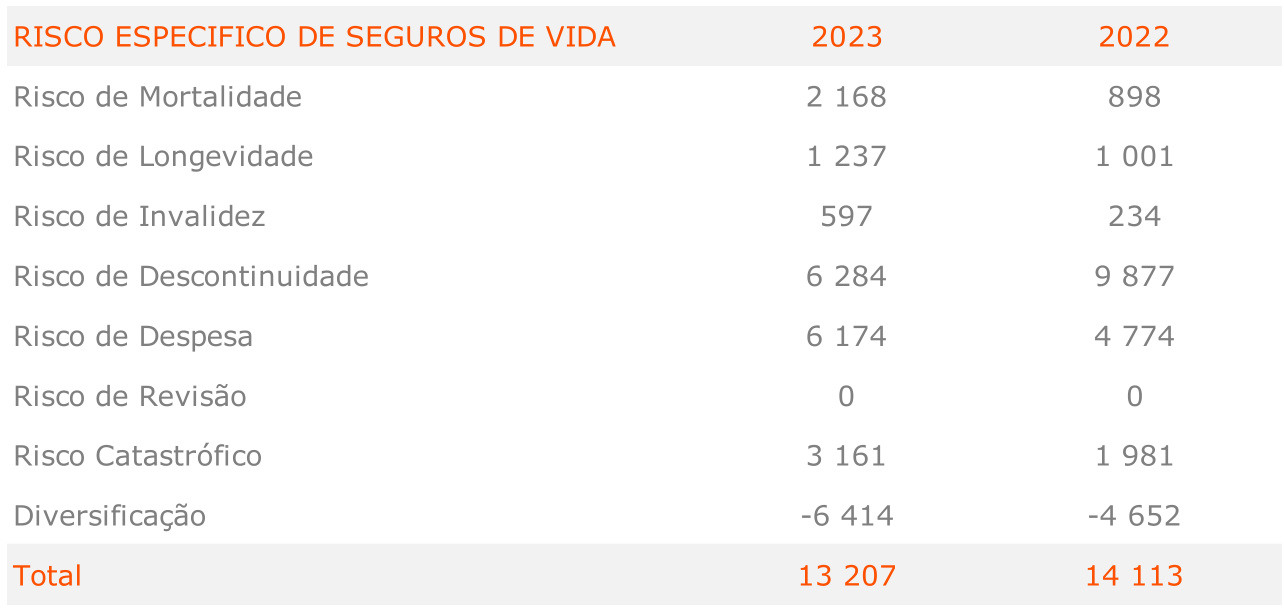 RISCO ESPECIFICO DE SEGUROS DE VIDA 2023 2022
Risco de Mortalidade 2 168 898
Risco de Longevidade 1 237 1 001
Risco de Invalidez 597 234
Risco de Descontinuidade 6 284 9 877
Risco de Despesa 6 174 4 774
Risco de Revisão 0 0
Risco Catastrófico 3 161 1 981
Diversificação -6 414 -4 652
Total 13 207 14 113